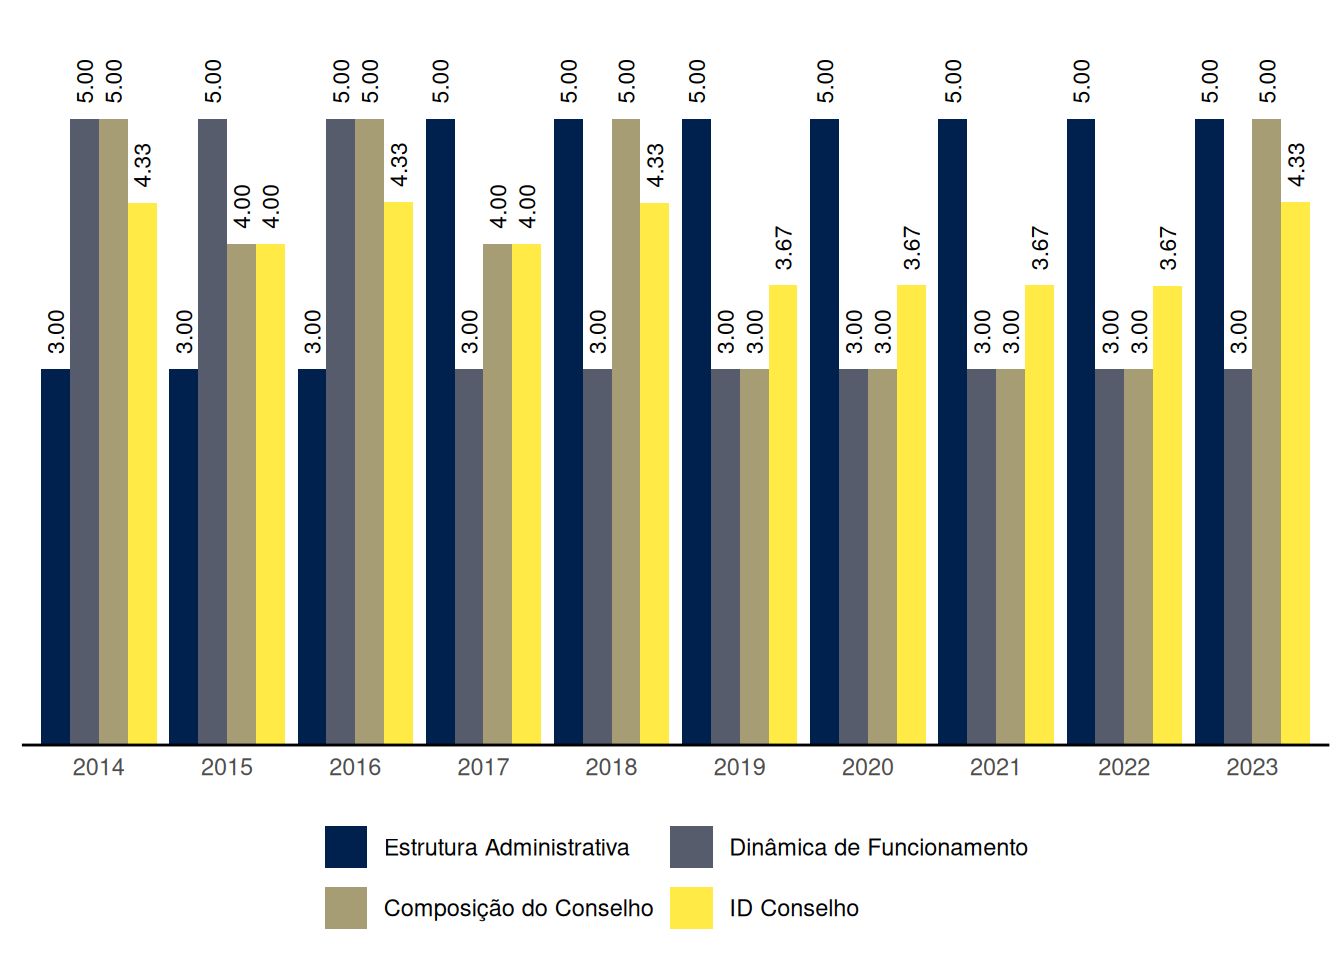 3.00 5.00 5.00 4.33 3.00 5.00 4.00 4.00 3.00 5.00 5.00 4.33 5.00 3.00 4.00 4.00 5.00 3.00 5.00 4.33 5.00 3.00 3.00 3.67 5.00 3.00 3.00 3.67 5.00 3.00 3.00 3.67 5.00 3.00 3.00 3.67 5.00 3.00 5.00 4.33
2014 2015 2016 2017 2018 2019 2020 2021 2022 2023
Estrutura Administrativa Dinâmica de Funcionamento
Composição do Conselho ID Conselho